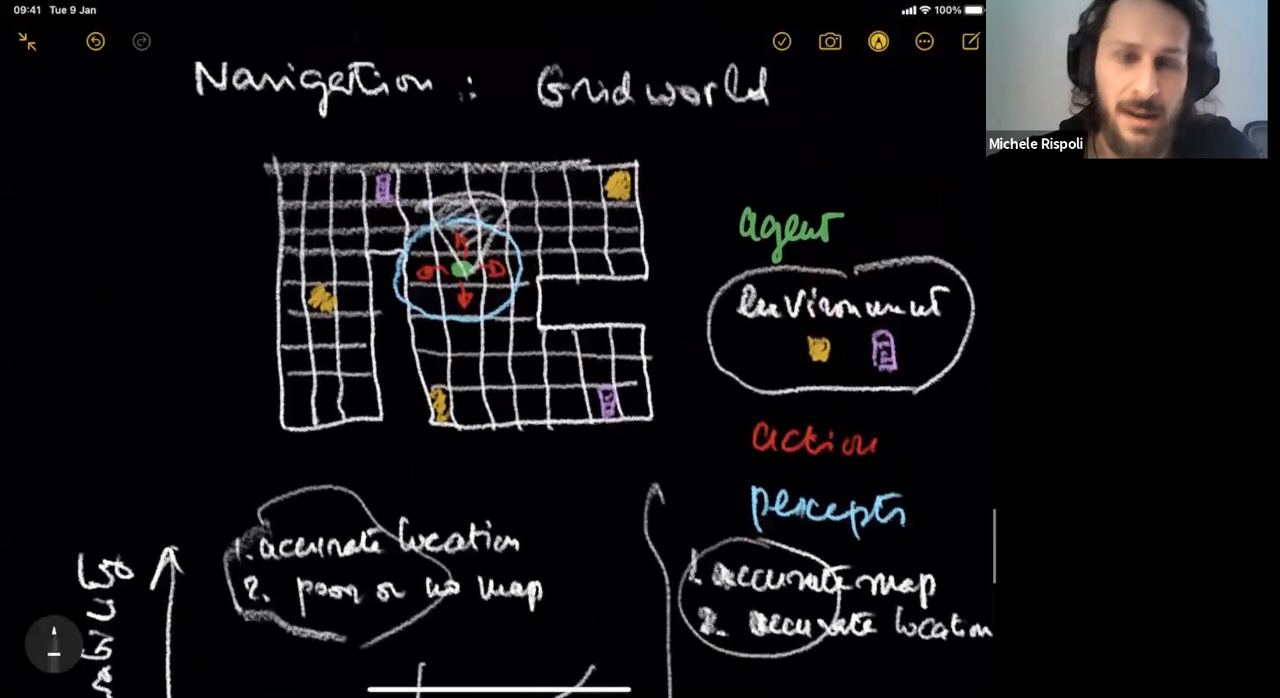 09:41 Tue 9 Jan
100%
Navigation : Gridworld
Michele Rispoli
agent
environment
action
percepts
1. accurate location
2. poor or no map
1. accurate map
2. accurate location